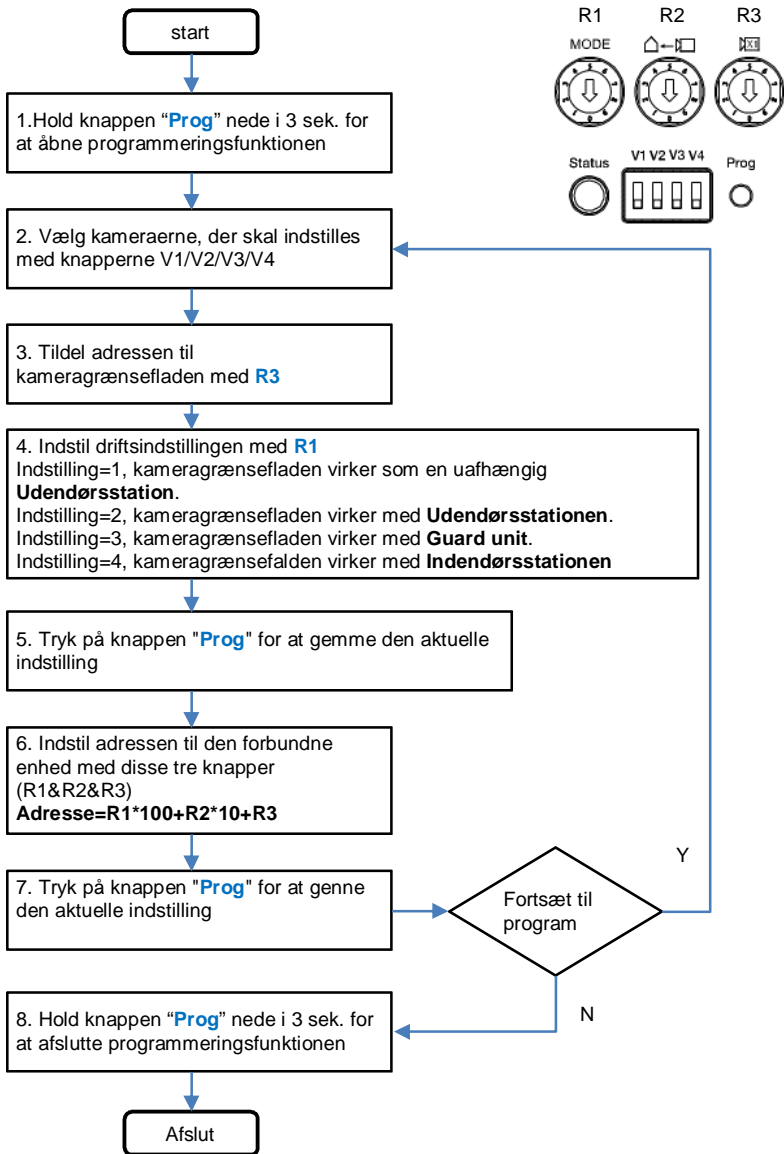 start
R1 R2 R3
MODE
Status
V1 V2 V3 V4
Prog
1.Hold knappen “Prog” nede i 3 sek. for
at åbne programmeringsfunktionen
2. Vælg kameraerne, der skal indstilles
med knapperne V1/V2/V3/V4
3. Tildel adressen til
kameragrænsefladen med R3
4. Indstil driftsindstillingen med R1
Indstilling=1, kameragrænsefladen virker som en uafhængig
Udendørsstation.
Indstilling=2, kameragrænsefladen virker med Udendørsstationen.
Indstilling=3, kameragrænsefladen virker med Guard unit.
Indstilling=4, kameragrænsefalden virker med Indendørsstationen
5. Tryk på knappen "Prog" for at gemme den aktuelle
indstilling
6. Indstil adressen til den forbundne
enhed med disse tre knapper
(R1&R2&R3)
Adresse=R1*100+R2*10+R3
7. Tryk på knappen "Prog" for at genne
den aktuelle indstilling
Fortsæt til
program
Y
N
8. Hold knappen “Prog” nede i 3 sek. for
at afslutte programmeringsfunktionen
Afslut